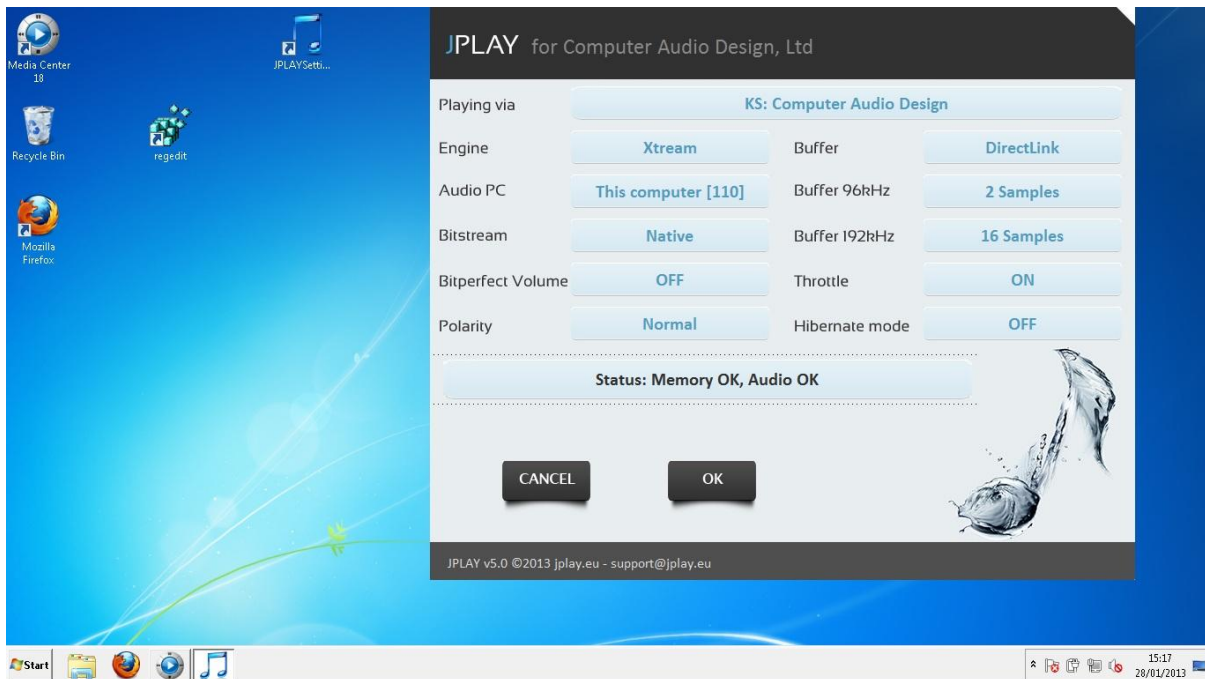 Media Center
18
JPLAYSetti...
Recycle Bin
regedit
Mozilla
Firefox
JPLAY for Computer Audio Design, Ltd
Playing via KS: Computer Audio Design
Engine Xtream Buffer DirectLink
Audio PC This computer [110] Buffer 96kHz 2 Samples
Bitstream Native Buffer 192kHz 16 Samples
Bitperfect Volume OFF Throttle ON
Polarity Normal Hibernate mode OFF
Status: Memory OK, Audio OK
CANCEL OK
JPLAY v5.0 ©2013 jplay.eu - support@jplay.eu
Start
15:17
28/01/2013